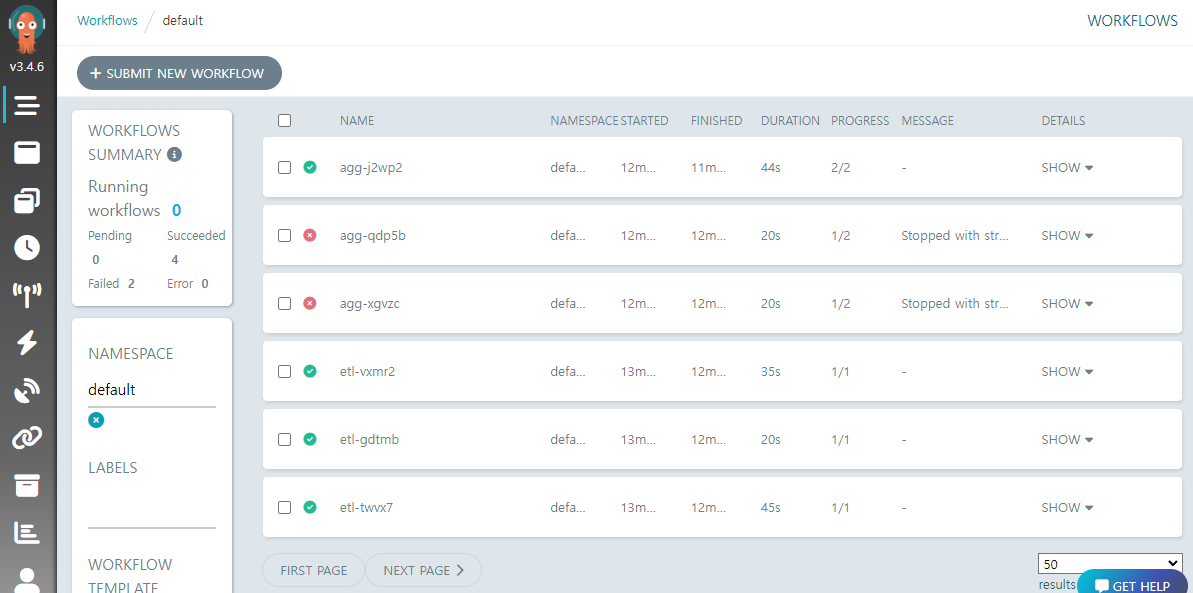 Workflows / default
WORKFLOWS
v3.4.6
+ SUBMIT NEW WORKFLOW
WORKFLOWS
SUMMARY
Running
workflows 0
Pending Succeeded
0 4
Failed 2 Error 0
NAMESPACE
default
LABELS
WORKFLOW
TEMPLATE
NAME NAMESPACE STARTED FINISHED DURATION PROGRESS MESSAGE DETAILS
agg-j2wp2 defa... 12m... 11m... 44s 2/2 - SHOW
agg-qdp5b defa... 12m... 12m... 20s 1/2 Stopped with str... SHOW
agg-xgvzc defa... 12m... 12m... 20s 1/2 Stopped with str... SHOW
etl-vxmr2 defa... 13m... 12m... 35s 1/1 - SHOW
etl-gdtmb defa... 13m... 12m... 20s 1/1 - SHOW
etl-twvx7 defa... 13m... 12m... 45s 1/1 - SHOW
FIRST PAGE NEXT PAGE
50
results
GET HELP